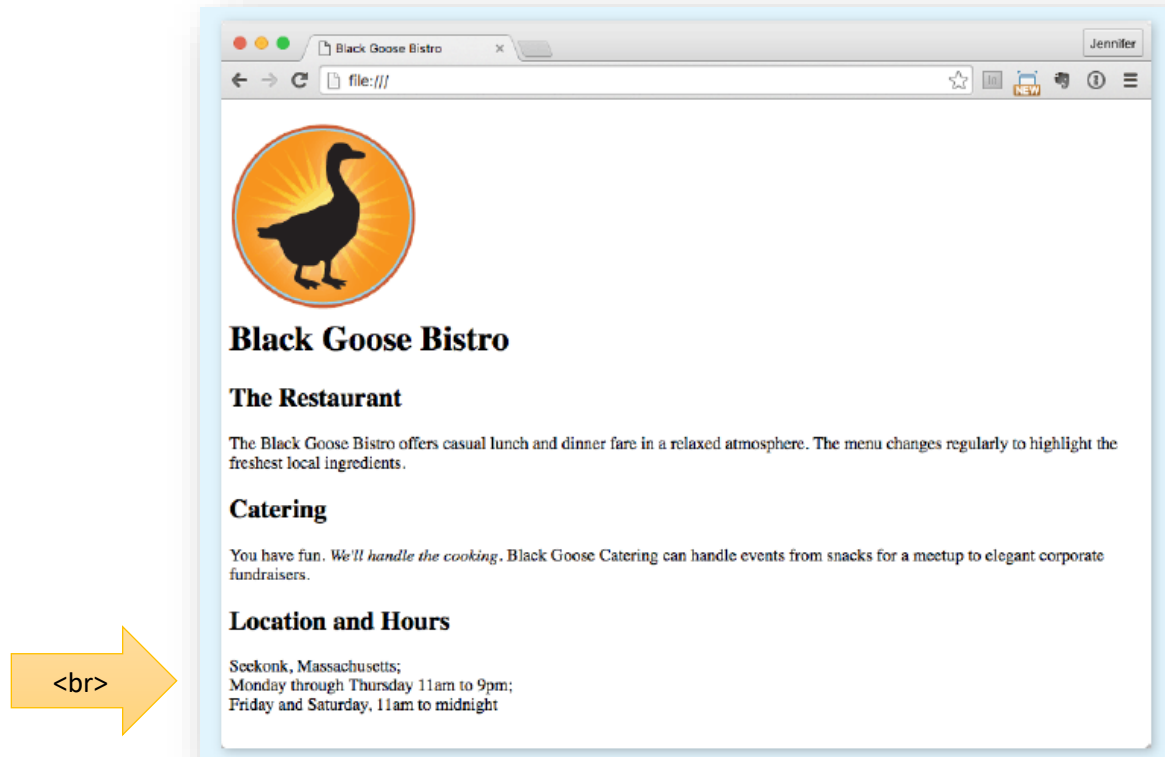 Black Goose Bistro
Jennifer
file:///
NEW
Black Goose Bistro
The Restaurant
The Black Goose Bistro offers casual lunch and dinner fare in a relaxed atmosphere. The menu changes regularly to highlight the
freshest local ingredients.
Catering
You have fun. We'll handle the cooking. Black Goose Catering can handle events from snacks for a meetup to elegant corporate
fundraisers.
Location and Hours
Seekonk, Massachusetts;
<br>
Monday through Thursday 11am to 9pm;
Friday and Saturday, 11am to midnight